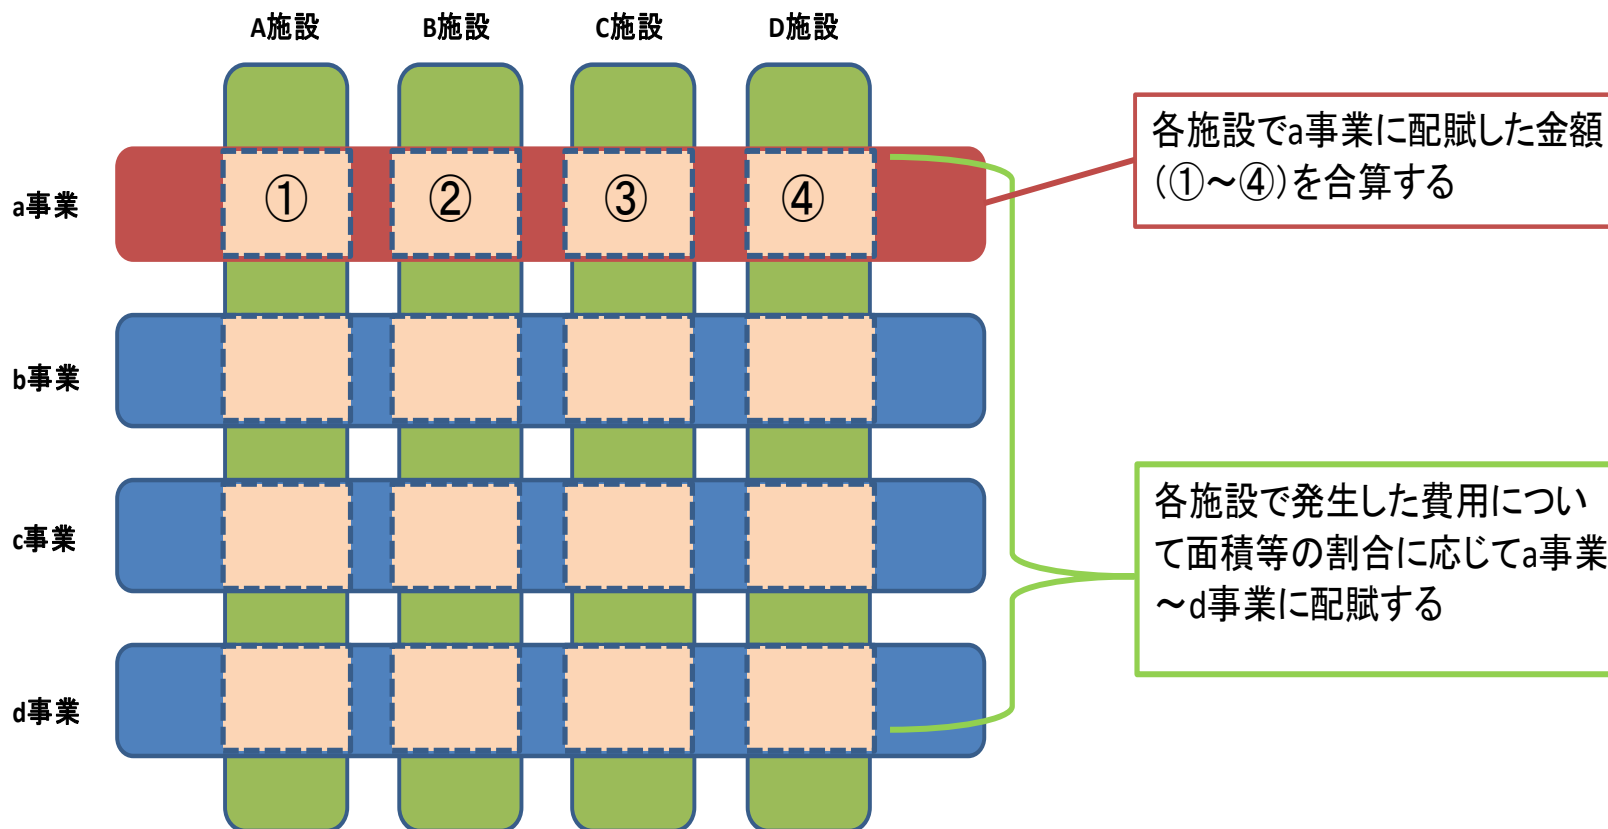 A施設 B施設 C施設 D施設
a事業
① ② ③ ④
各施設でa事業に配賦した金額
(①～④)を合算する
b事業
c事業
各施設で発生した費用につい
て面積等の割合に応じてa事業
～d事業に配賦する
d事業